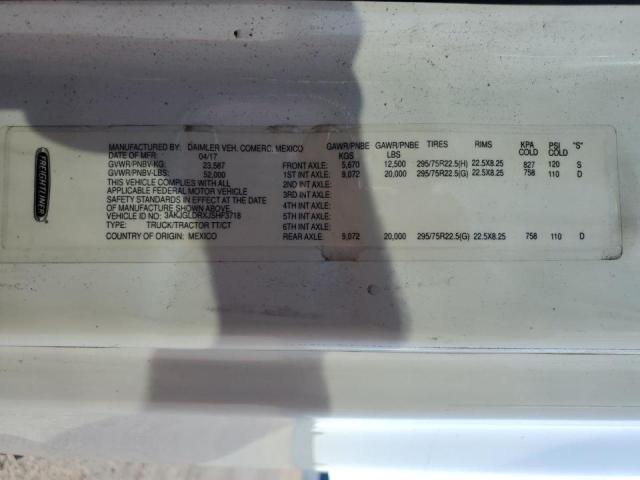 FREIGHTLINER
MANUFACTURED BY: DAIMLER VEH. COMERC. MEXICO GAWR/PNBE GAWR/PNBE TIRES RIMS KPA PSI "S"
DATE OF MFR: 04/17 KGS LBS COLD COLD
GVWR/PNBV-KG: 23,587 FRONT AXLE: 5,670 12,500 295/75R22.5(H) 22.5X8.25 827 120 S
GVWR/PNBV-LBS: 52,000 1ST INT AXLE: 9,072 20,000 295/75R22.5(G) 22.5X8.25 758 110 D
THIS VEHICLE COMPLIES WITH ALL 2ND INT AXLE:
APPLICABLE FEDERAL MOTOR VEHICLE 3RD INT AXLE:
SAFETY STANDARDS IN EFFECT AT THE DATE 4TH INT AXLE:
OF MANUFACTURE SHOWN ABOVE. 5TH INT AXLE:
VEHICLE ID: 3AKJGLDRXJSHF3718 6TH INT AXLE:
TYPE: TRUCK/TRACTOR TT/CT
COUNTRY OF ORIGIN: MEXICO REAR AXLE: 9,072 20,000 295/75R22.5(G) 22.5X8.25 758 110 D